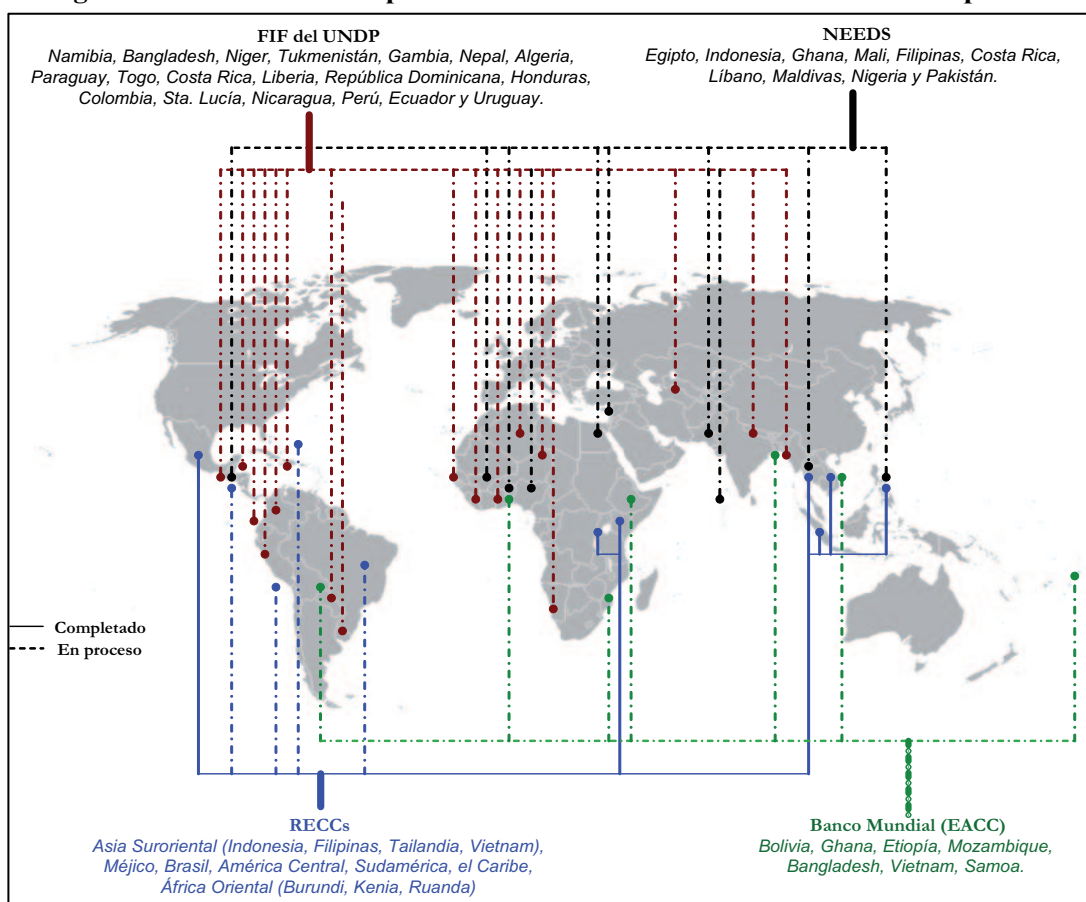 FIF del UNDP
Namibia, Bangladesh, Niger, Tukmenistán, Gambia, Nepal, Algeria,
Paraguay, Togo, Costa Rica, Liberia, República Dominicana, Honduras,
Colombia, Sta. Lucía, Nicaragua, Perú, Ecuador y Uruguay.
NEEDS
Egipto, Indonesia, Ghana, Mali, Filipinas, Costa Rica,
Líbano, Maldivas, Nigeria y Pakistán.
Completado
En proceso
RECCs
Asia Suroriental (Indonesia, Filipinas, Tailandia, Vietnam),
Méjico, Brasil, América Central, Sudamérica, el Caribe,
África Oriental (Burundi, Kenia, Ruanda)
Banco Mundial (EACC)
Bolivia, Ghana, Etiopía, Mozambique,
Bangladesh, Vietnam, Samoa.